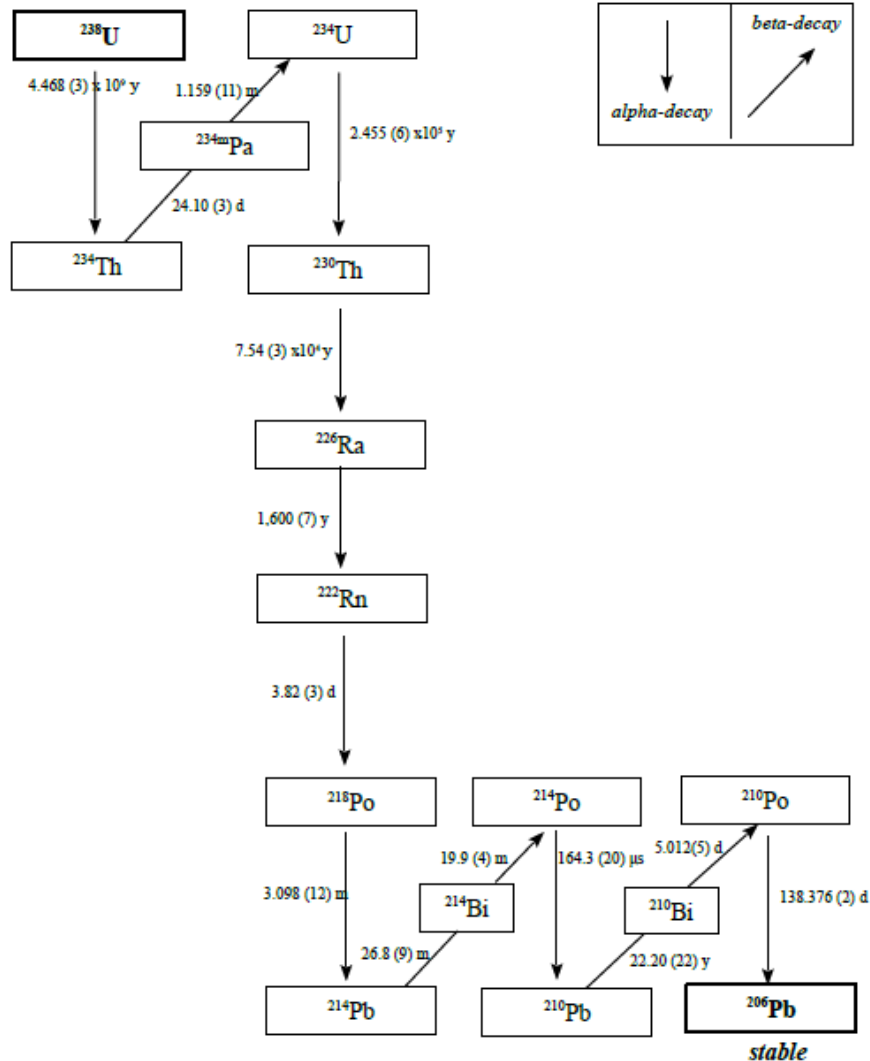 ²³⁸U
²³⁴U
beta-decay
alpha-decay
4.468 (3) x 10⁹ y
1.159 (11) m
²³⁴ᵐPa
2.455 (6) x10⁵ y
24.10 (3) d
²³⁴Th
²³⁰Th
7.54 (3) x10⁴ y
²²⁶Ra
1,600 (7) y
²²²Rn
3.82 (3) d
²¹⁸Po
²¹⁴Po
²¹⁰Po
19.9 (4) m
164.3 (20) µs
5.012(5) d
3.098 (12) m
²¹⁴Bi
²¹⁰Bi
138.376 (2) d
26.8 (9) m
22.20 (22) y
²¹⁴Pb
²¹⁰Pb
²⁰⁶Pb
stable